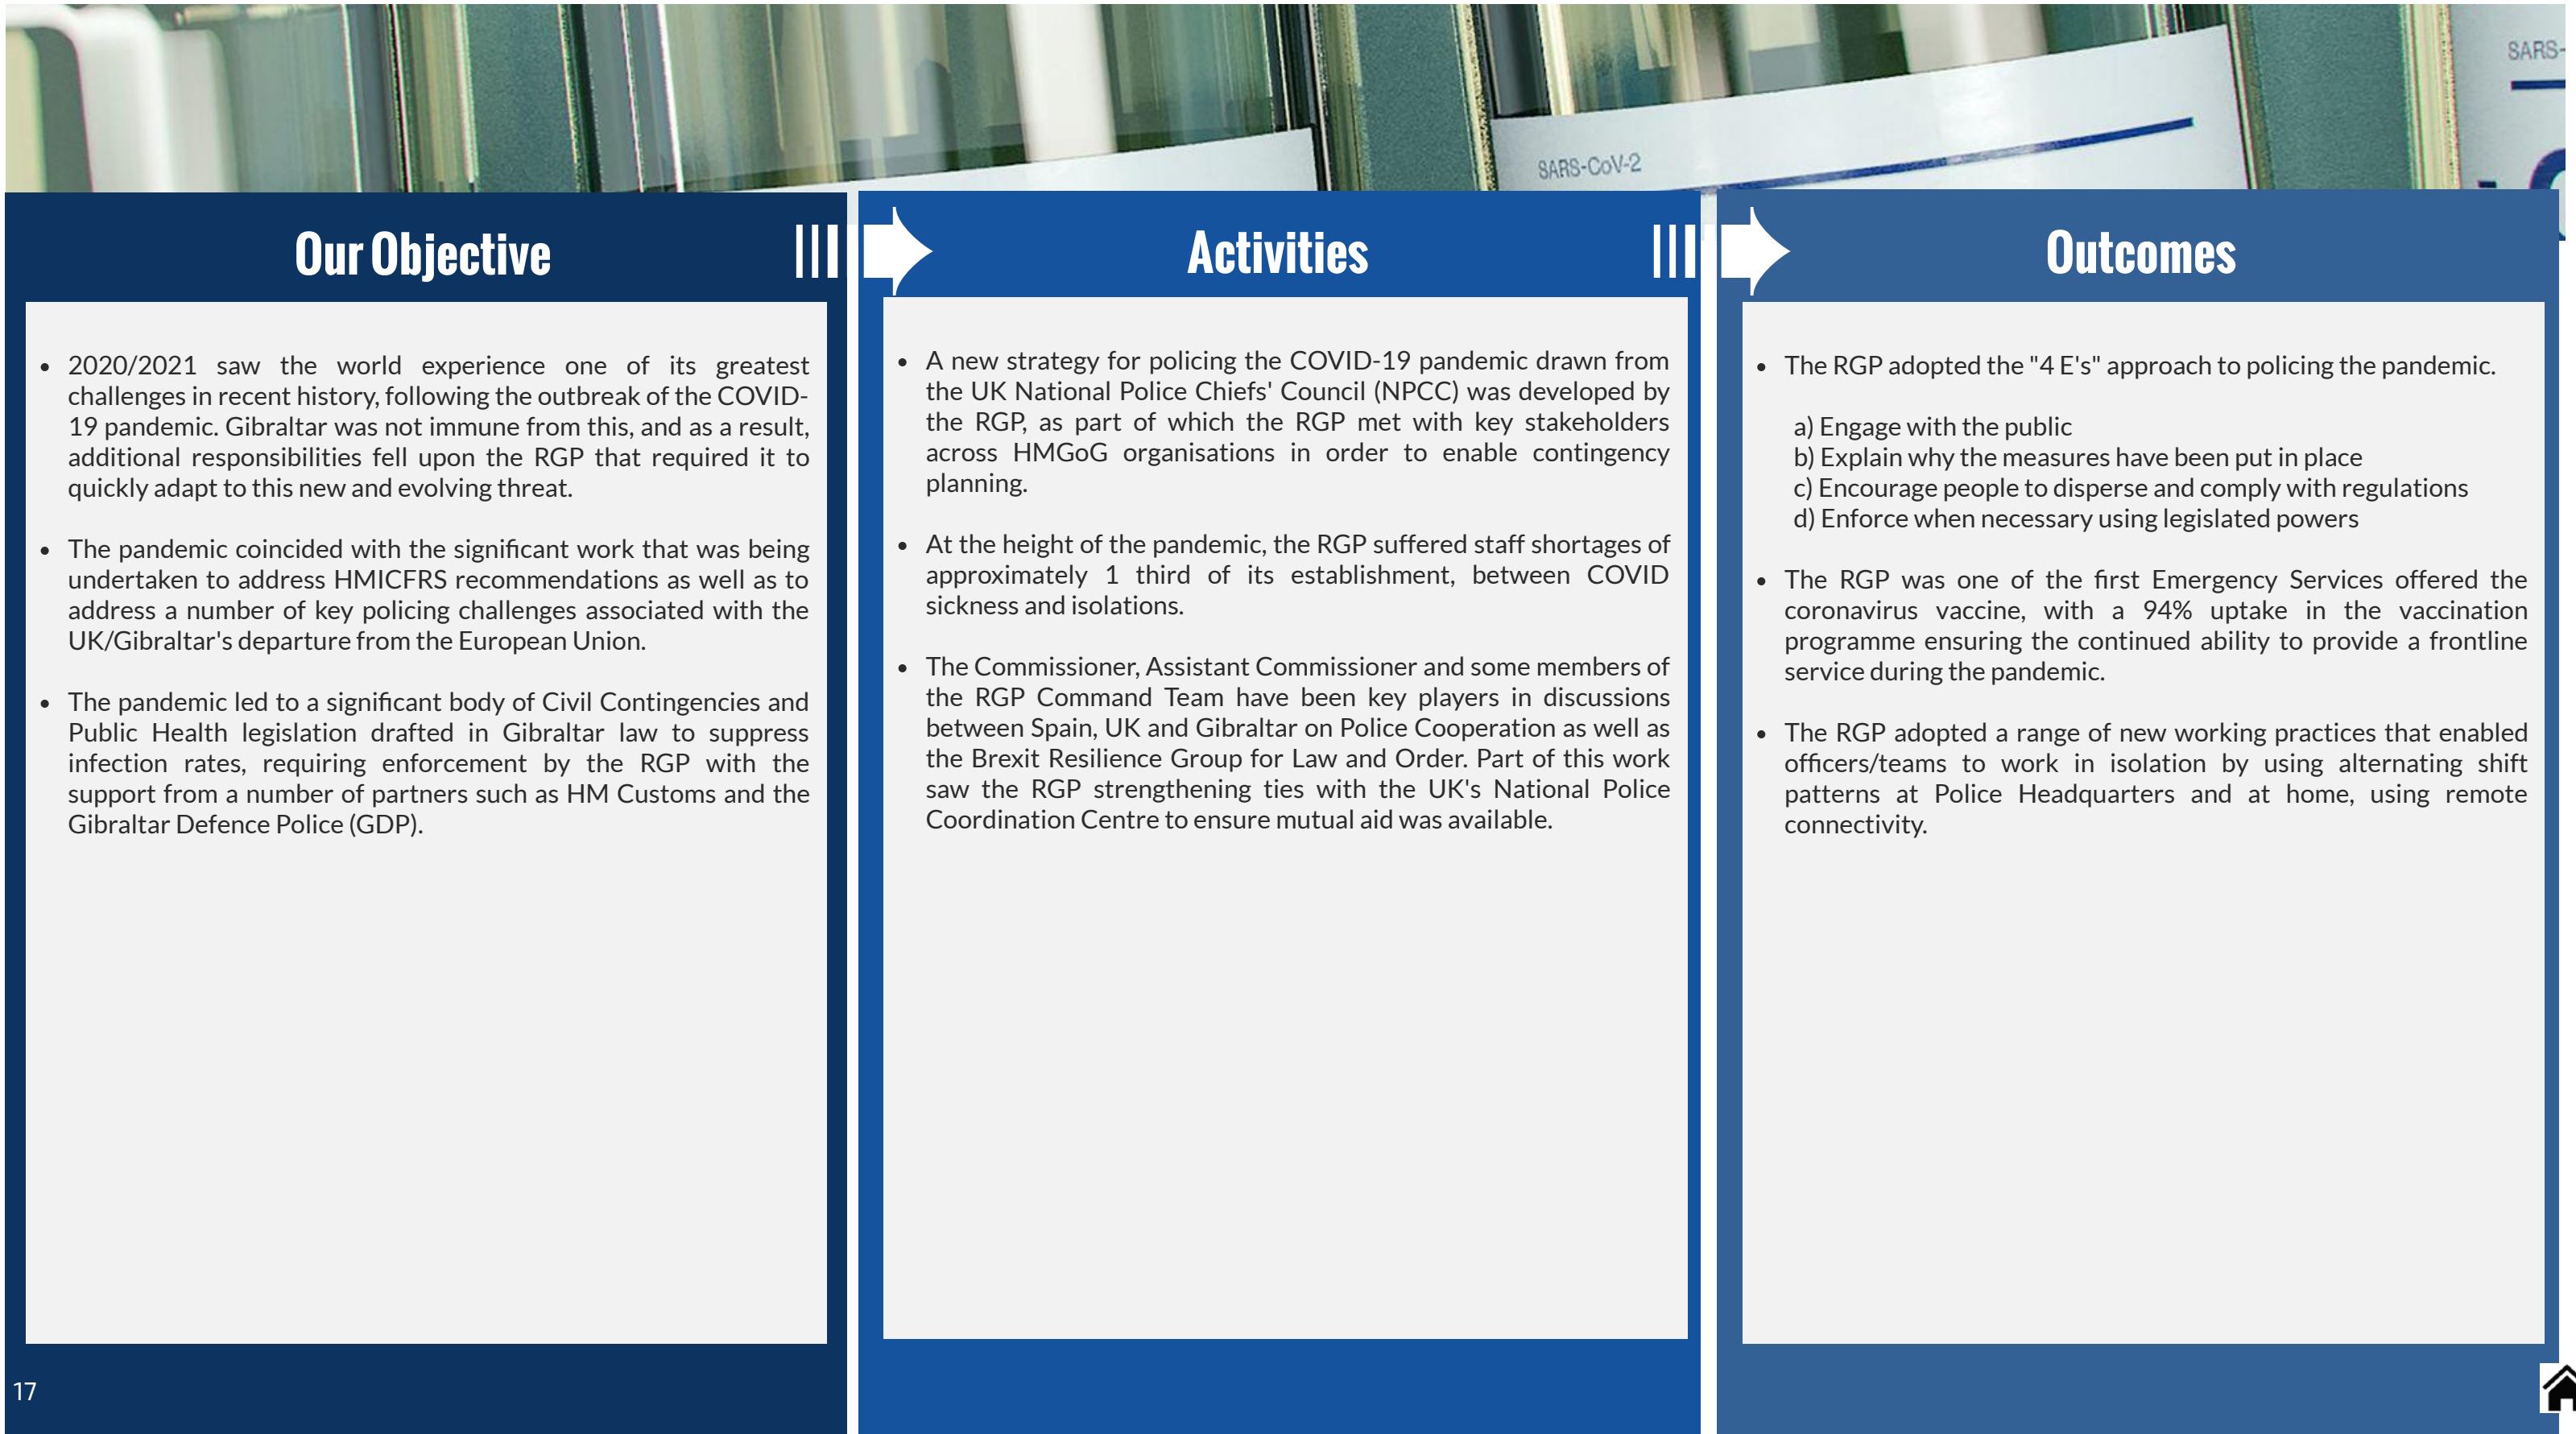 SARS-
SARS-CoV-2
Our Objective
2020/2021 saw the world experience one of its greatest
challenges in recent history, following the outbreak of the COVID-
19 pandemic. Gibraltar was not immune from this, and as a result,
additional responsibilities fell upon the RGP that required it to
quickly adapt to this new and evolving threat.
The pandemic coincided with the significant work that was being
undertaken to address HMICFRS recommendations as well as to
address a number of key policing challenges associated with the
UK/Gibraltar's departure from the European Union.
The pandemic led to a significant body of Civil Contingencies and
Public Health legislation drafted in Gibraltar law to suppress
infection rates, requiring enforcement by the RGP with the
support from a number of partners such as HM Customs and the
Gibraltar Defence Police (GDP).
Activities
A new strategy for policing the COVID-19 pandemic drawn from
the UK National Police Chiefs' Council (NPCC) was developed by
the RGP, as part of which the RGP met with key stakeholders
across HMGoG organisations in order to enable contingency
planning.
At the height of the pandemic, the RGP suffered staff shortages of
approximately 1 third of its establishment, between COVID
sickness and isolations.
The Commissioner, Assistant Commissioner and some members of
the RGP Command Team have been key players in discussions
between Spain, UK and Gibraltar on Police Cooperation as well as
the Brexit Resilience Group for Law and Order. Part of this work
saw the RGP strengthening ties with the UK's National Police
Coordination Centre to ensure mutual aid was available.
Outcomes
The RGP adopted the "4 E's" approach to policing the pandemic.
a) Engage with the public
b) Explain why the measures have been put in place
c) Encourage people to disperse and comply with regulations
d) Enforce when necessary using legislated powers
The RGP was one of the first Emergency Services offered the
coronavirus vaccine, with a 94% uptake in the vaccination
programme ensuring the continued ability to provide a frontline
service during the pandemic.
The RGP adopted a range of new working practices that enabled
officers/teams to work in isolation by using alternating shift
patterns at Police Headquarters and at home, using remote
connectivity.
17